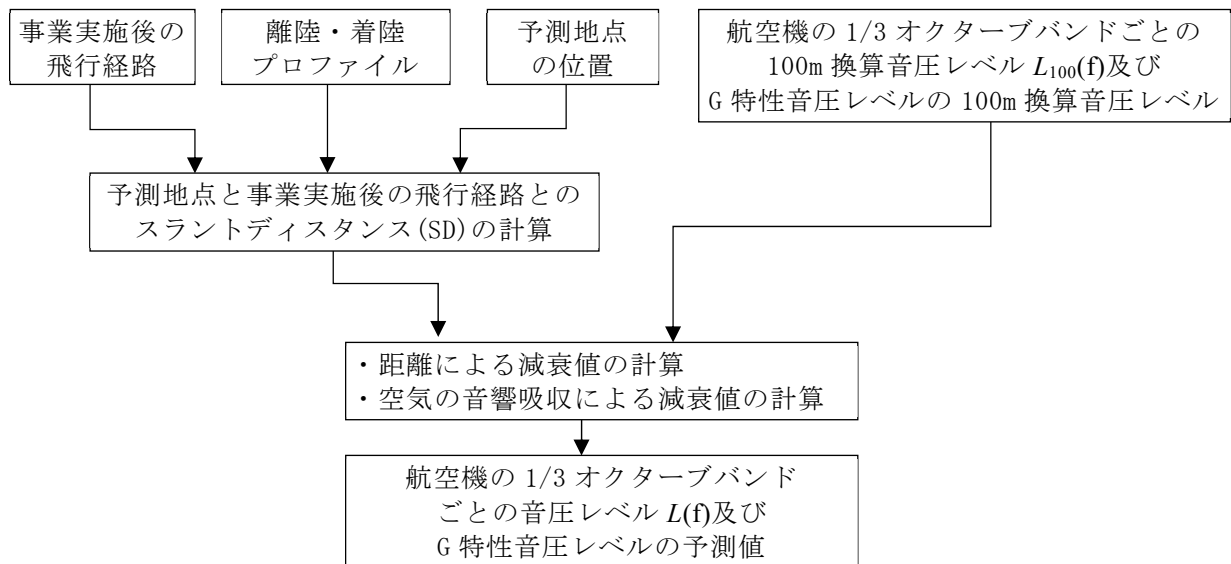 事業実施後の
飛行経路
離陸・着陸
プロファイル
予測地点
の位置
航空機の 1/3 オクターブバンドごとの
100m 換算音圧レベル L₁₀₀(f)及び
G 特性音圧レベルの 100m 換算音圧レベル
予測地点と事業実施後の飛行経路との
スラントディスタンス(SD)の計算
・距離による減衰値の計算
・空気の音響吸収による減衰値の計算
航空機の 1/3 オクターブバンド
ごとの音圧レベル L(f)及び
G 特性音圧レベルの予測値